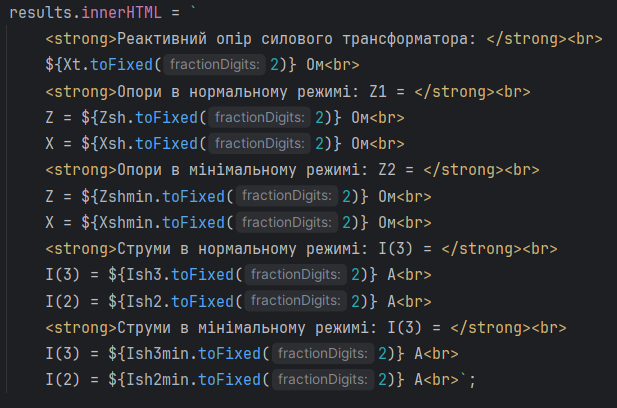 results.innerHTML = `
<strong>Реактивний опір силового трансформатора: </strong><br>
${Xt.toFixed( fractionDigits: 2)} Ом<br>
<strong>Опори в нормальному режимі: Z1 = </strong><br>
Z = ${Zsh.toFixed( fractionDigits: 2)} Ом<br>
X = ${Xsh.toFixed( fractionDigits: 2)} Ом<br>
<strong>Опори в мінімальному режимі: Z2 = </strong><br>
Z = ${Zshmin.toFixed( fractionDigits: 2)} Ом<br>
X = ${Xshmin.toFixed( fractionDigits: 2)} Ом<br>
<strong>Струми в нормальному режимі: I(3) = </strong><br>
I(3) = ${Ish3.toFixed( fractionDigits: 2)} А<br>
I(2) = ${Ish2.toFixed( fractionDigits: 2)} А<br>
<strong>Струми в мінімальному режимі: I(3) = </strong><br>
I(3) = ${Ish3min.toFixed( fractionDigits: 2)} А<br>
I(2) = ${Ish2min.toFixed( fractionDigits: 2)} А<br>`;